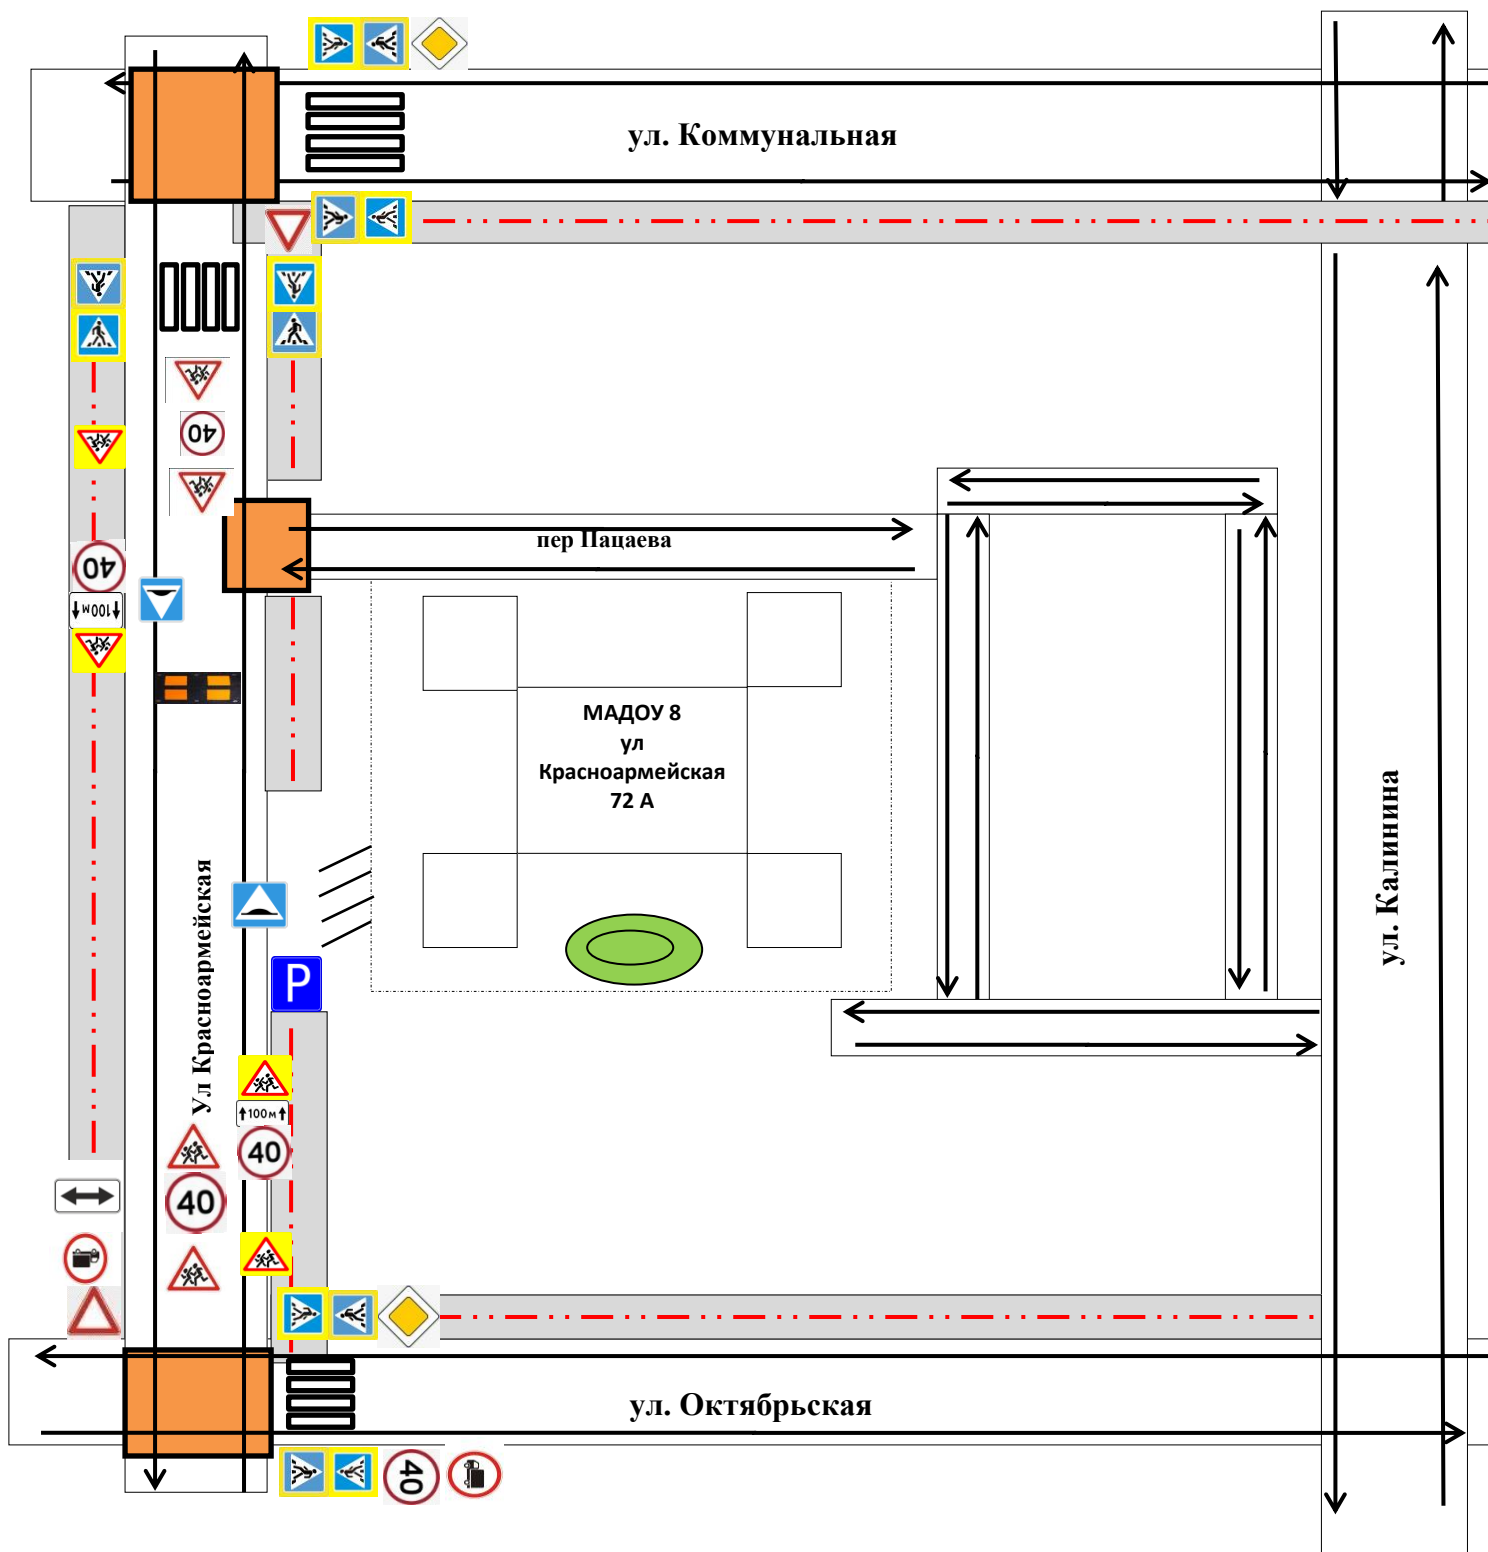 ул. Коммунальная
40
пер Пацаева
40
100м
МАДОУ 8
ул
Красноармейская
72 А
ул. Калинина
Ул Красноармейская
P
100м
40
40
ул. Октябрьская
40